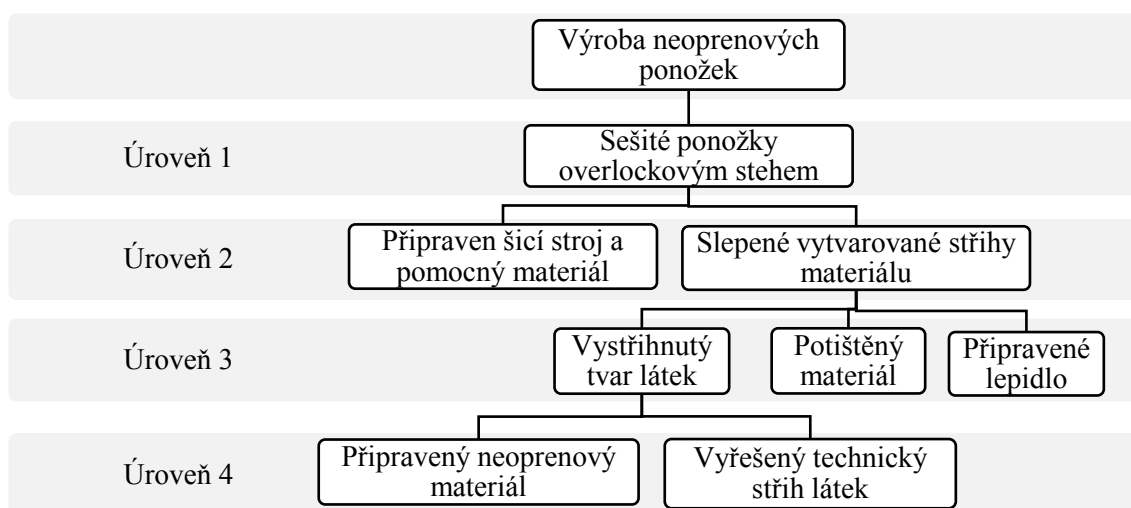 Výroba neoprenových
ponožek
Úroveň 1
Sešité ponožky
overlockovým stehem
Úroveň 2
Připraven šicí stroj a
pomocný materiál
Slepené vytvarované střihy
materiálu
Úroveň 3
Vystřihnutý
tvar látek
Potištěný
materiál
Připravené
lepidlo
Úroveň 4
Připravený neoprenový
materiál
Vyřešený technický
střih látek